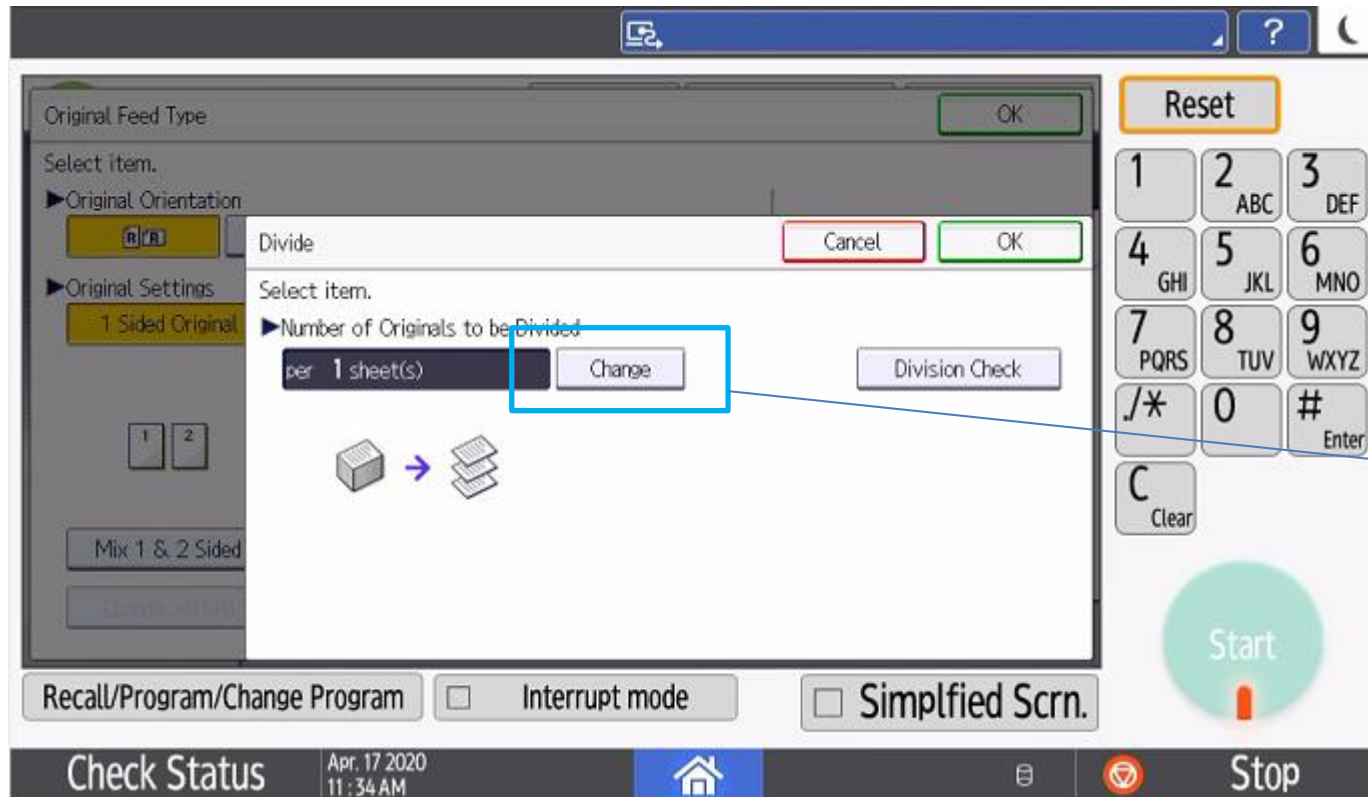 ?
Original Feed Type
OK
Reset
Select item.
►Original Orientation
R R
Divide
Cancel
OK
►Original Settings
1 Sided Original
Select item.
►Number of Originals to be Divided
per 1 sheet(s)
Change
Division Check
1 2
Mix 1 & 2 Sided
1
2 ABC
3 DEF
4 GHI
5 JKL
6 MNO
7 PQRS
8 TUV
9 WXYZ
./*
0
# Enter
C Clear
Start
Recall/Program/Change Program
Interrupt mode
Simplfied Scrn.
Check Status
Apr. 17 2020
11:34 AM
Stop